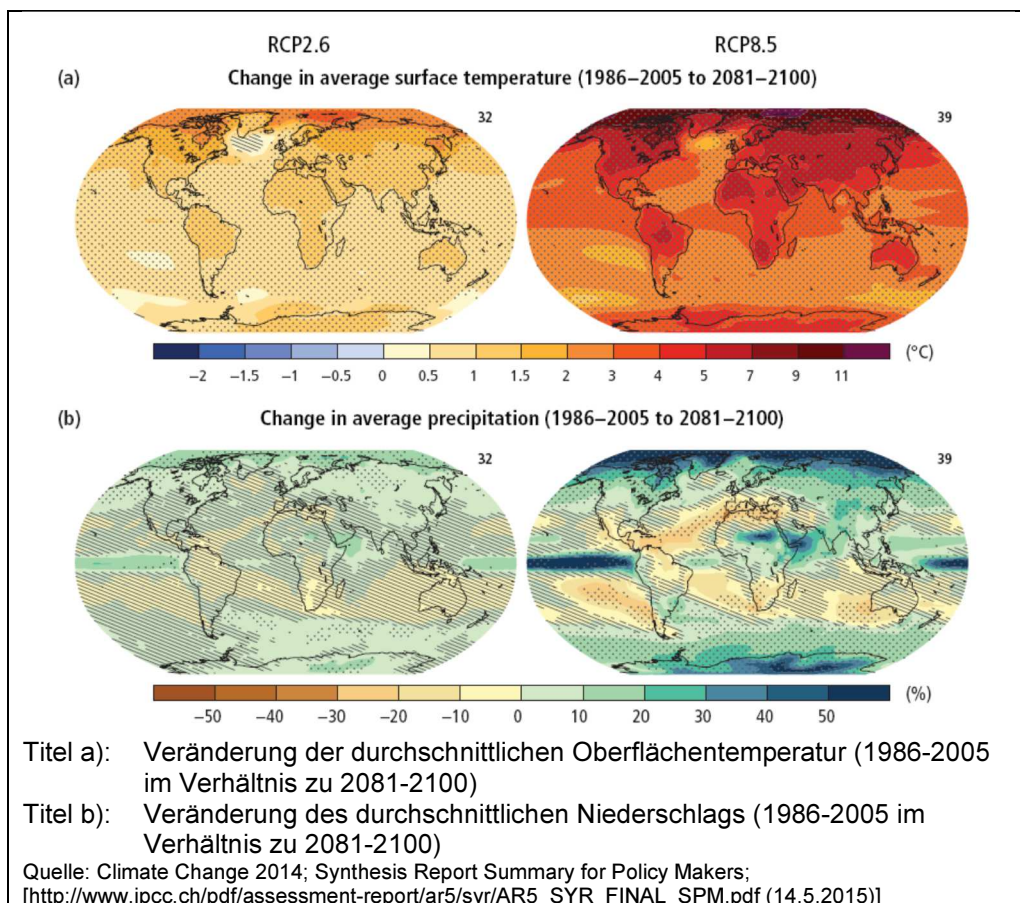 RCP2.6 RCP8.5
(a) Change in average surface temperature (1986–2005 to 2081–2100)
32 39
−2 −1.5 −1 −0.5 0 0.5 1 1.5 2 3 4 5 7 9 11 (°C)
(b) Change in average precipitation (1986–2005 to 2081–2100)
32 39
−50 −40 −30 −20 −10 0 10 20 30 40 50 (%)
Titel a): Veränderung der durchschnittlichen Oberflächentemperatur (1986-2005
im Verhältnis zu 2081-2100)
Titel b): Veränderung des durchschnittlichen Niederschlags (1986-2005 im
Verhältnis zu 2081-2100)
Quelle: Climate Change 2014; Synthesis Report Summary for Policy Makers;
[http://www.ipcc.ch/pdf/assessment-report/ar5/syr/AR5_SYR_FINAL_SPM.pdf (14.5.2015)]